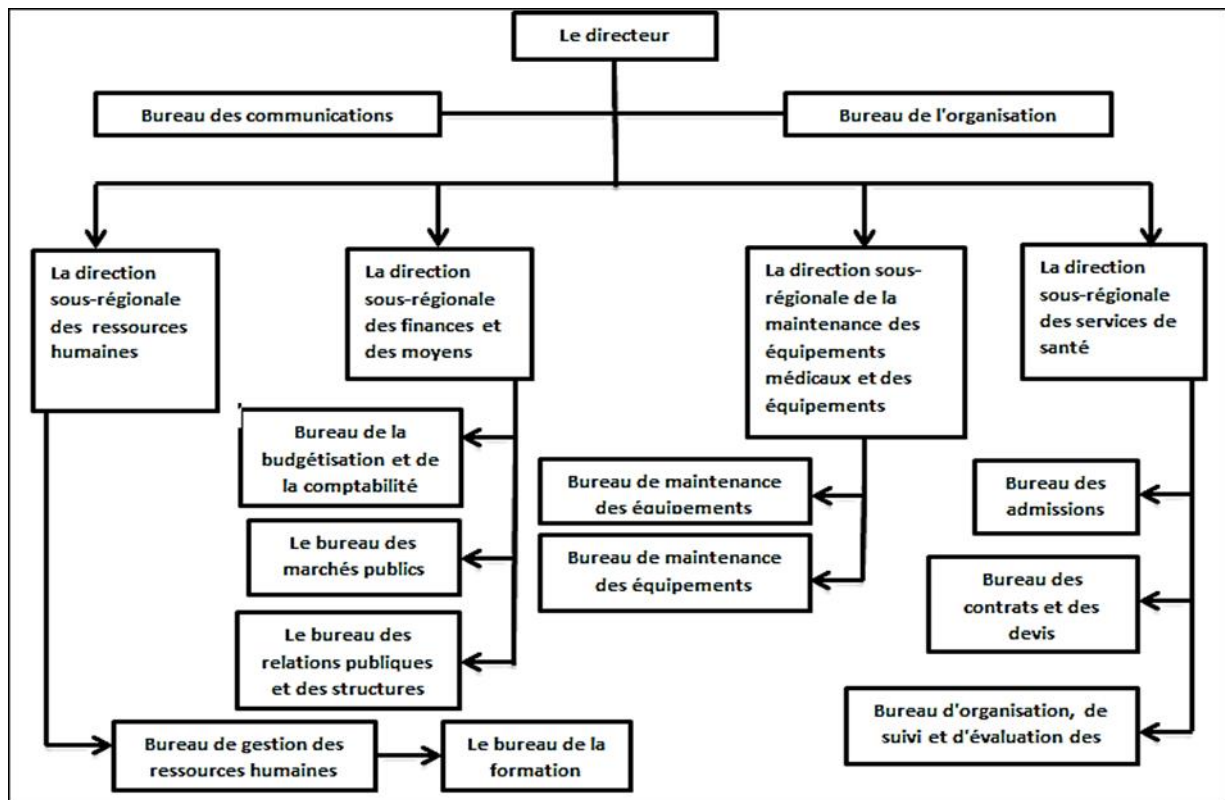 Le directeur
Bureau des communications
Bureau de l'organisation
La direction
sous-régionale
des ressources
humaines
La direction
sous-régionale
des finances et
des moyens
La direction sous-
régionale de la
maintenance des
équipements
médicaux et des
équipements
La direction
sous-régionale
des services de
santé
Bureau de la
budgétisation et de
la comptabilité
Le bureau des
marchés publics
Le bureau des
relations publiques
et des structures
Bureau de gestion des
ressources humaines
Le bureau de la
formation
Bureau de maintenance
des équipements
Bureau de maintenance
des équipements
Bureau des
admissions
Bureau des
contrats et des
devis
Bureau d'organisation, de
suivi et d'évaluation des